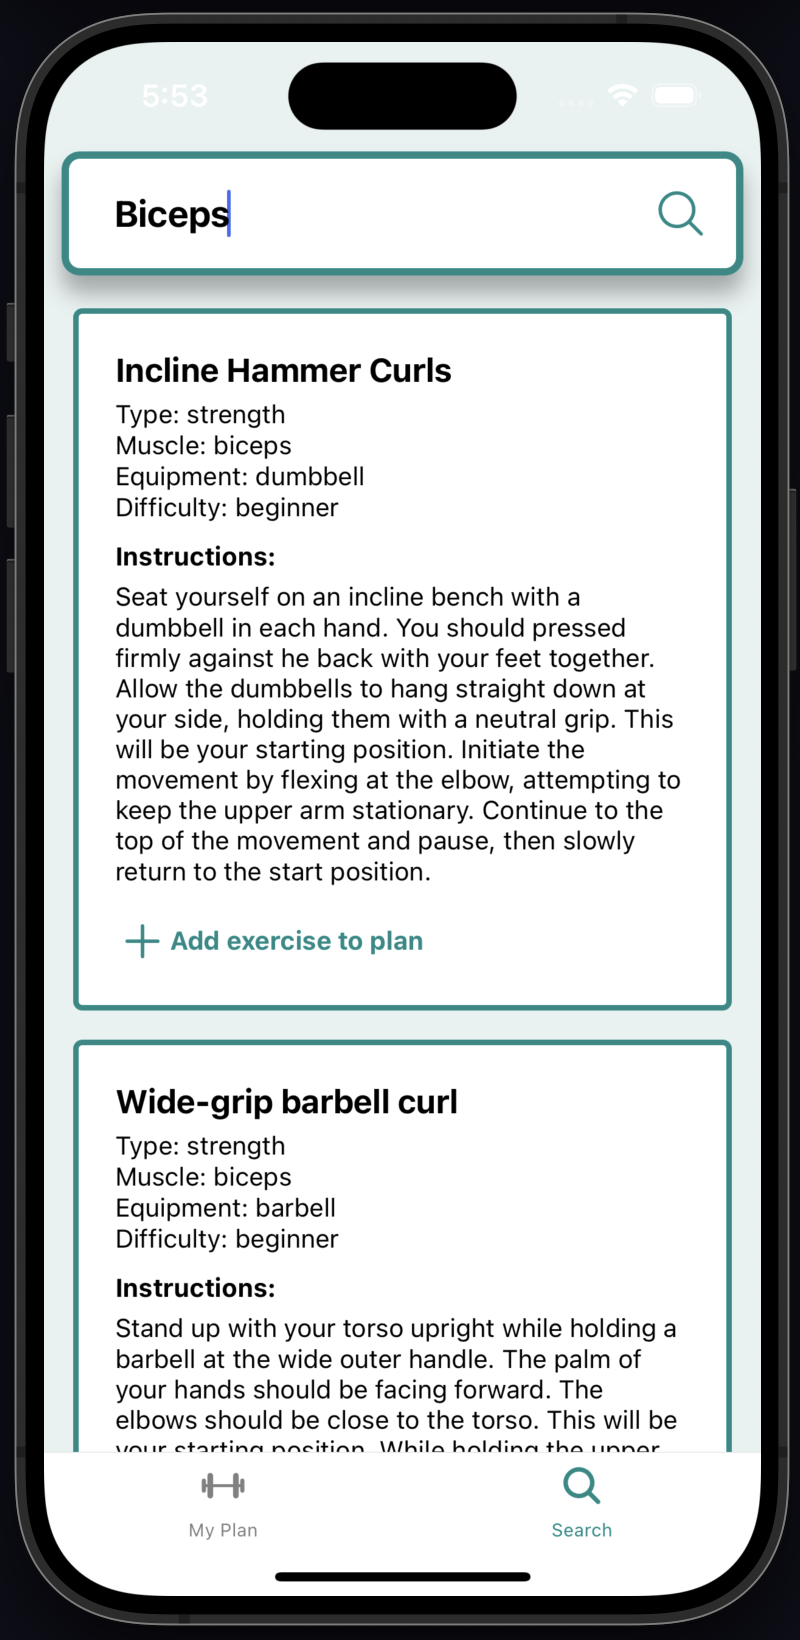 5:53
Biceps
Incline Hammer Curls
Type: strength
Muscle: biceps
Equipment: dumbbell
Difficulty: beginner
Instructions:
Seat yourself on an incline bench with a
dumbbell in each hand. You should pressed
firmly against he back with your feet together.
Allow the dumbbells to hang straight down at
your side, holding them with a neutral grip. This
will be your starting position. Initiate the
movement by flexing at the elbow, attempting to
keep the upper arm stationary. Continue to the
top of the movement and pause, then slowly
return to the start position.
Add exercise to plan
Wide-grip barbell curl
Type: strength
Muscle: biceps
Equipment: barbell
Difficulty: beginner
Instructions:
Stand up with your torso upright while holding a
barbell at the wide outer handle. The palm of
your hands should be facing forward. The
elbows should be close to the torso. This will be
your starting position. While holding the upper
My Plan
Search